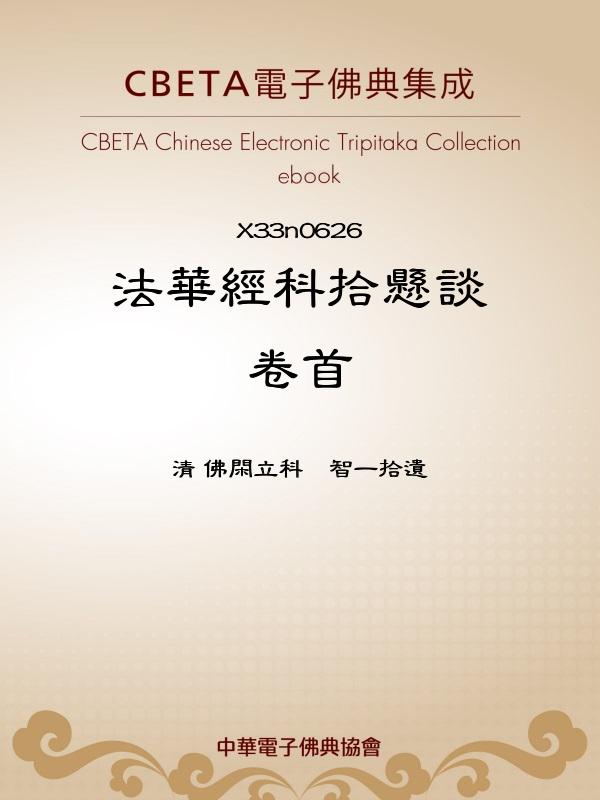 CBETA電子佛典集成
CBETA Chinese Electronic Tripitaka Collection
ebook
X33n0626
法華經科拾懸談
卷首
清 佛閑立科 智一拾遺
中華電子佛典協會